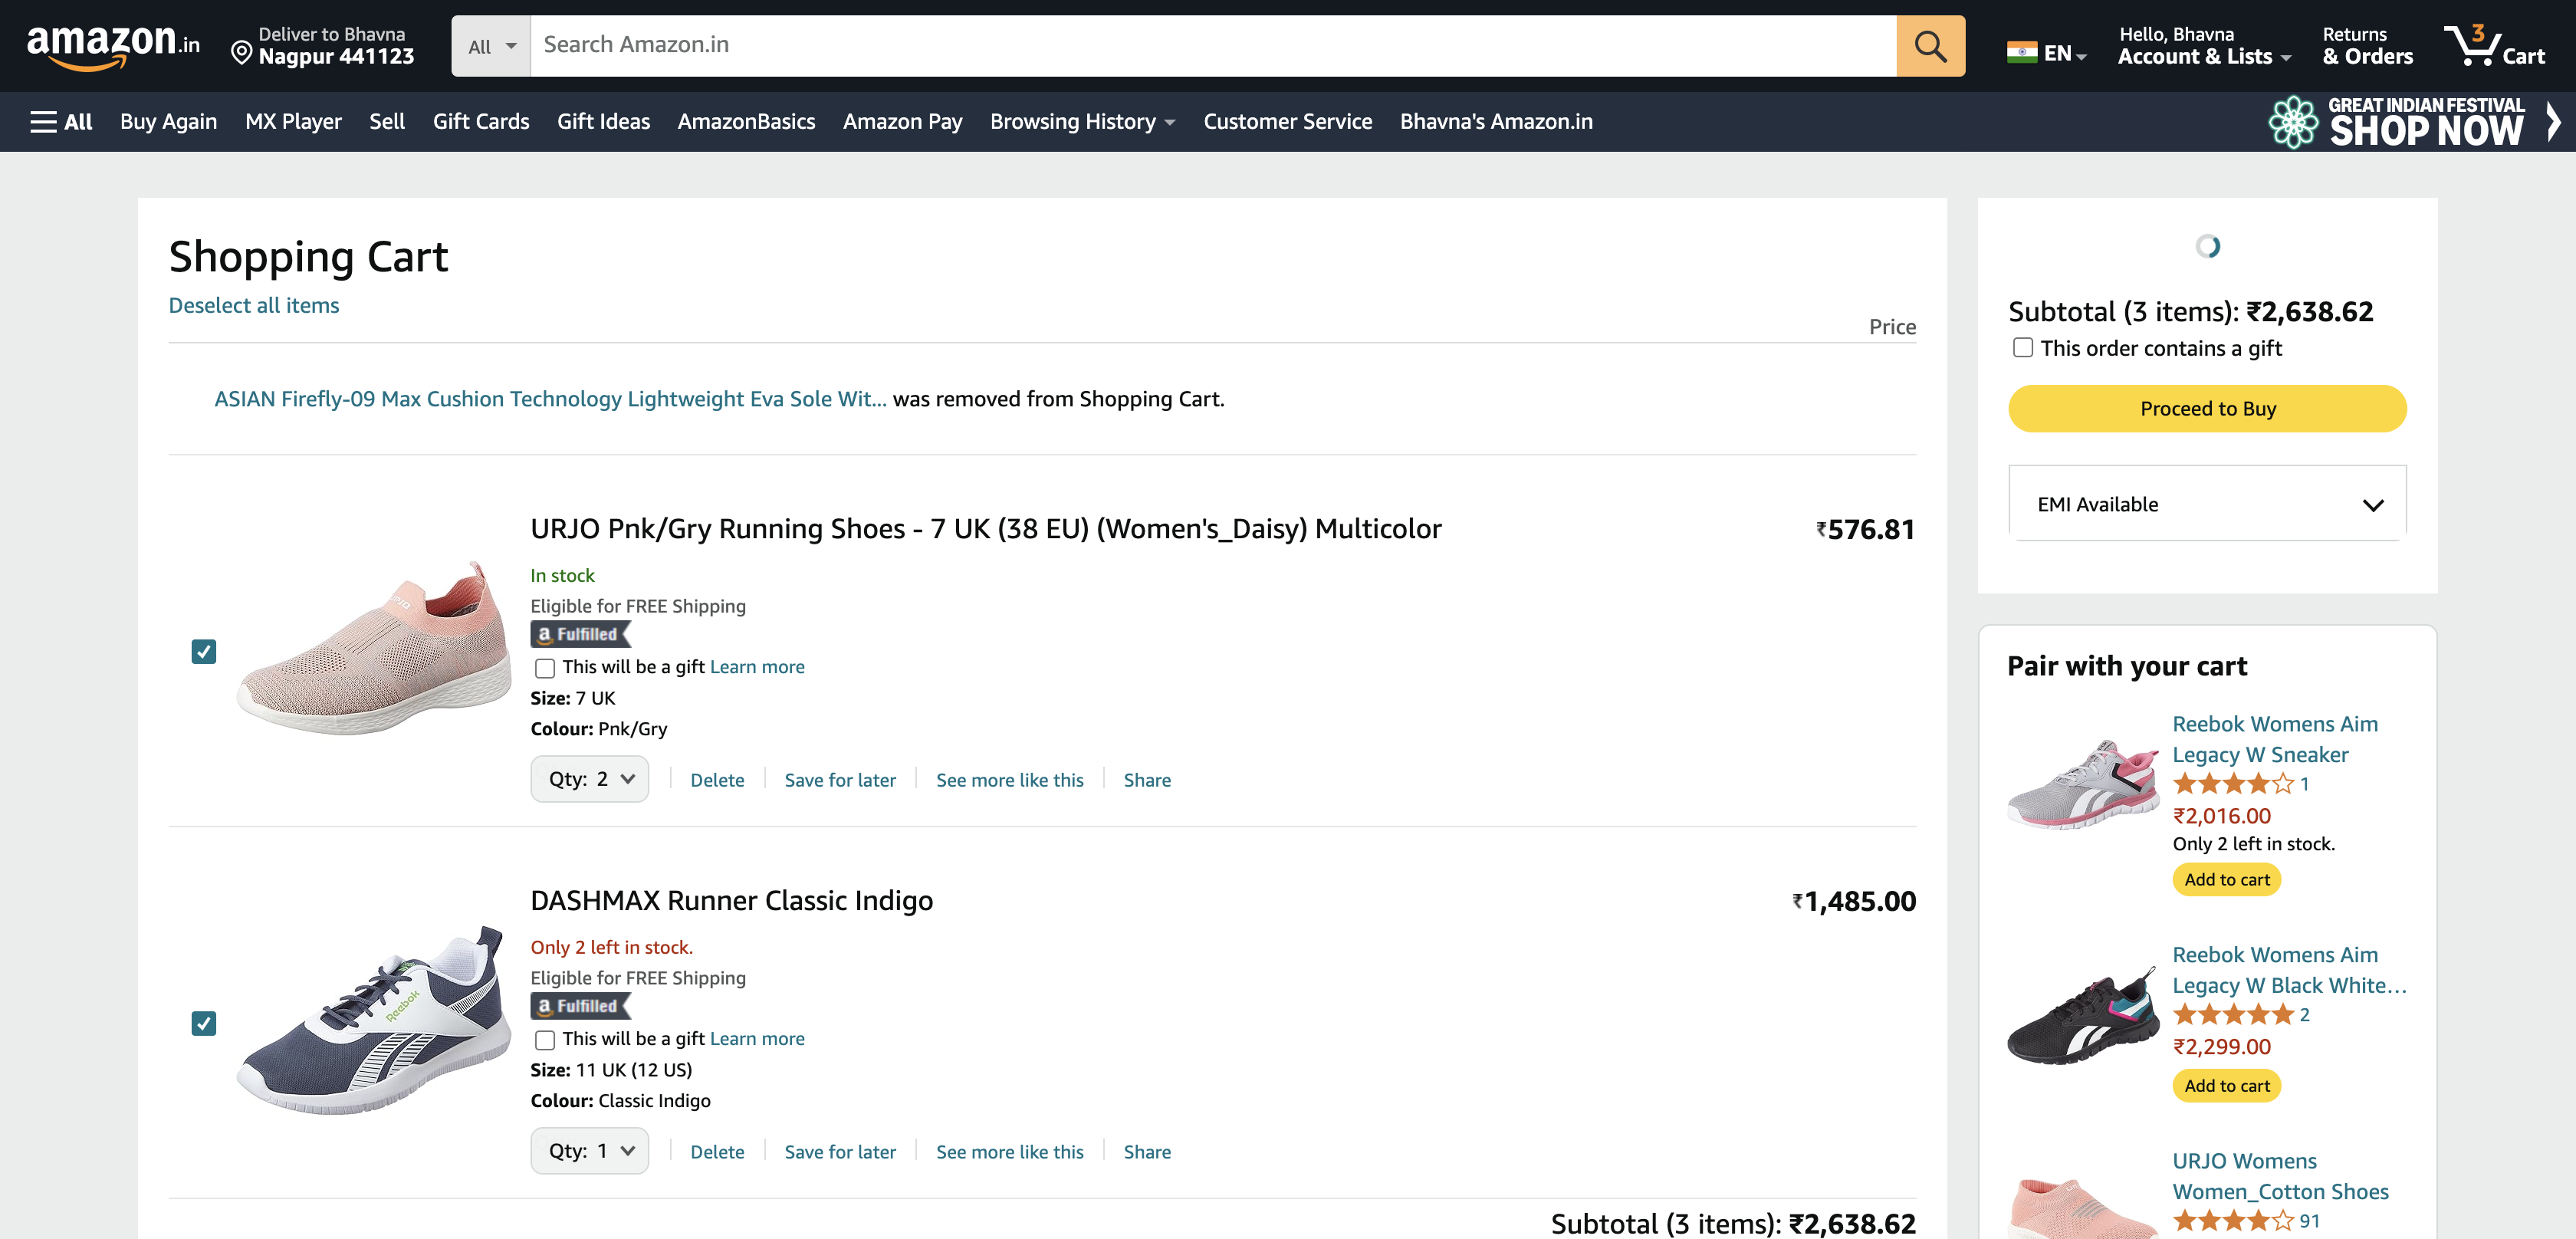 amazon.in
Deliver to Bhavna
Nagpur 441123
All
Search Amazon.in
EN
Hello, Bhavna
Account & Lists
Returns
& Orders
3
Cart
All
Buy Again
MX Player
Sell
Gift Cards
Gift Ideas
AmazonBasics
Amazon Pay
Browsing History
Customer Service
Bhavna's Amazon.in
GREAT INDIAN FESTIVAL
SHOP NOW
Shopping Cart
Deselect all items
Price
ASIAN Firefly-09 Max Cushion Technology Lightweight Eva Sole Wit... was removed from Shopping Cart.
URJO Pnk/Gry Running Shoes - 7 UK (38 EU) (Women's_Daisy) Multicolor
₹576.81
In stock
Eligible for FREE Shipping
a Fulfilled
This will be a gift Learn more
Size: 7 UK
Colour: Pnk/Gry
Qty: 2
Delete
Save for later
See more like this
Share
DASHMAX Runner Classic Indigo
₹1,485.00
Only 2 left in stock.
Eligible for FREE Shipping
a Fulfilled
This will be a gift Learn more
Reebok
Size: 11 UK (12 US)
Colour: Classic Indigo
Qty: 1
Delete
Save for later
See more like this
Share
Subtotal (3 items): ₹2,638.62
Subtotal (3 items): ₹2,638.62
This order contains a gift
Proceed to Buy
EMI Available
Pair with your cart
Reebok Womens Aim
Legacy W Sneaker
1
₹2,016.00
Only 2 left in stock.
Add to cart
Reebok Womens Aim
Legacy W Black White...
2
₹2,299.00
Add to cart
URJO Womens
Women_Cotton Shoes
91